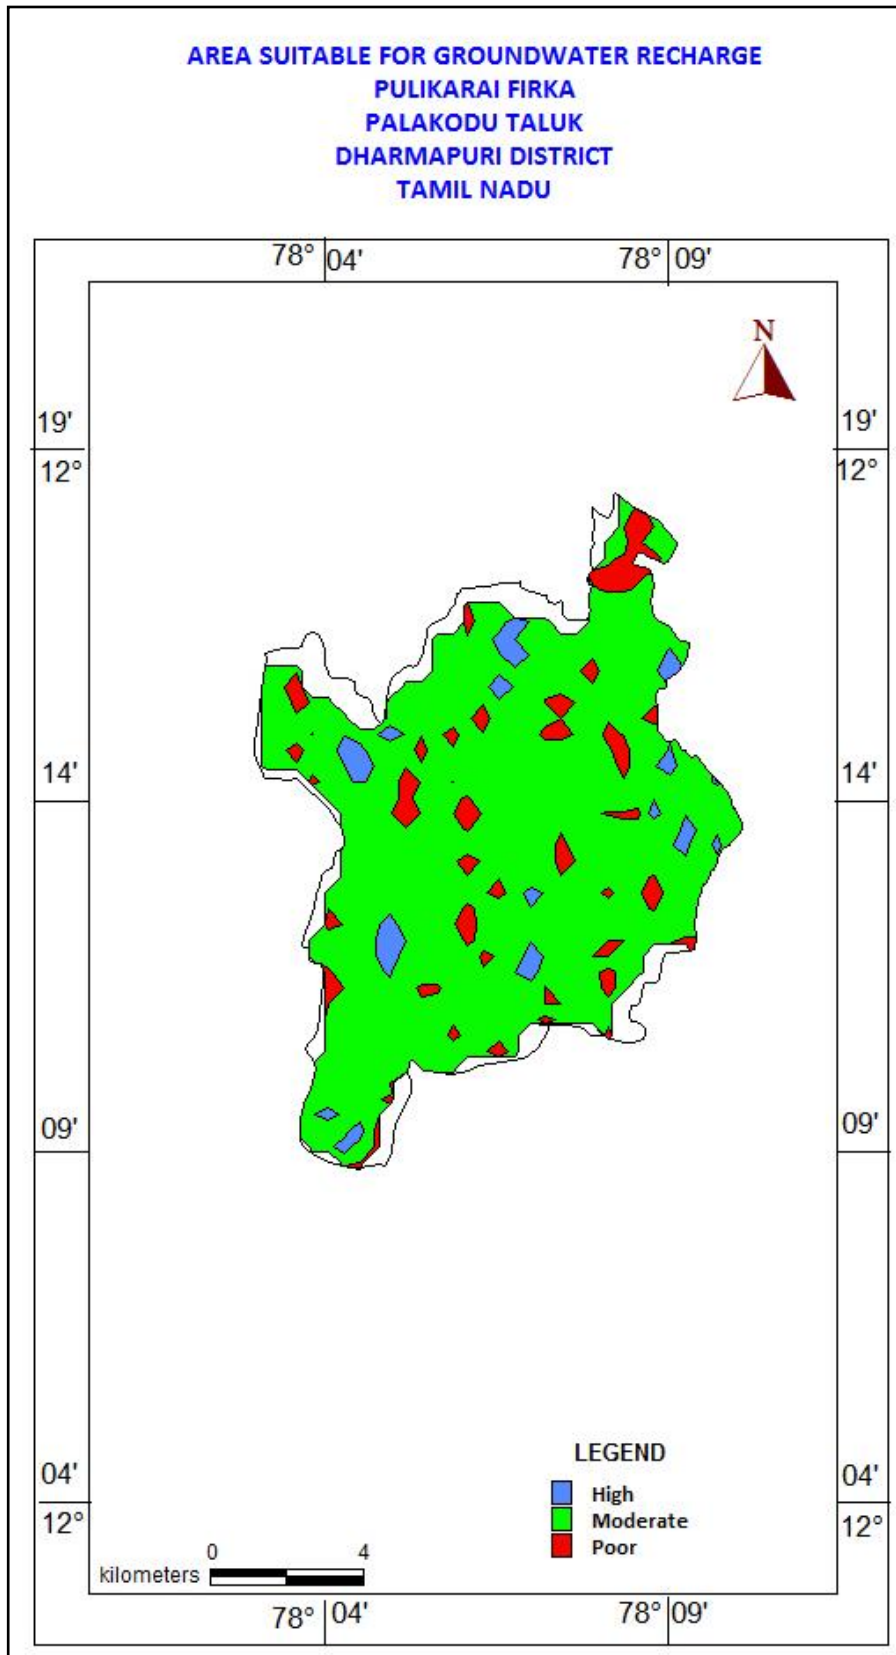 AREA SUITABLE FOR GROUNDWATER RECHARGE
PULIKARAI FIRKA
PALAKODU TALUK
DHARMAPURI DISTRICT
TAMIL NADU
78° 04' 78° 09'
N
19' 19'
12° 12°
14' 14'
09' 09'
LEGEND
04' 04'
High
12° 12°
Moderate
Poor
0 4
kilometers
78° 04' 78° 09'